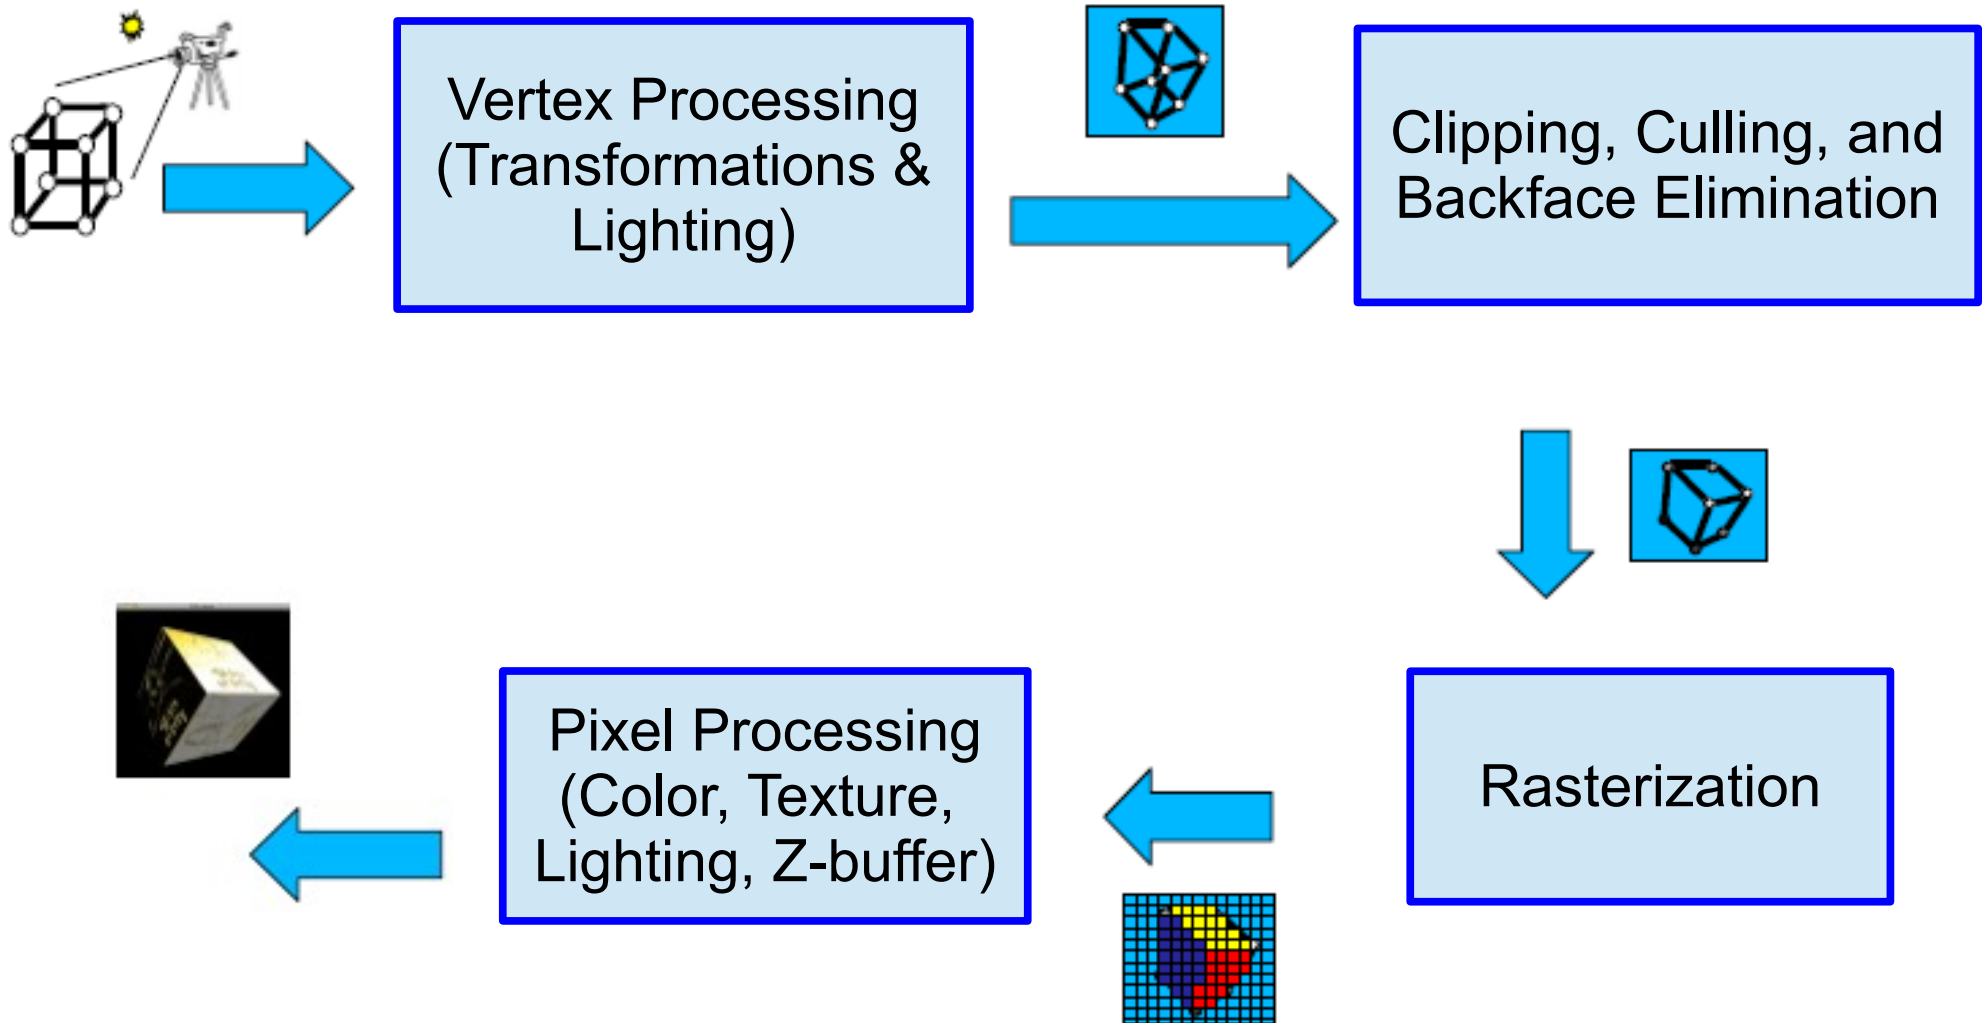 Vertex Processing
(Transformations &
Lighting)
Clipping, Culling, and
Backface Elimination
Rasterization
Pixel Processing
(Color, Texture,
Lighting, Z-buffer)